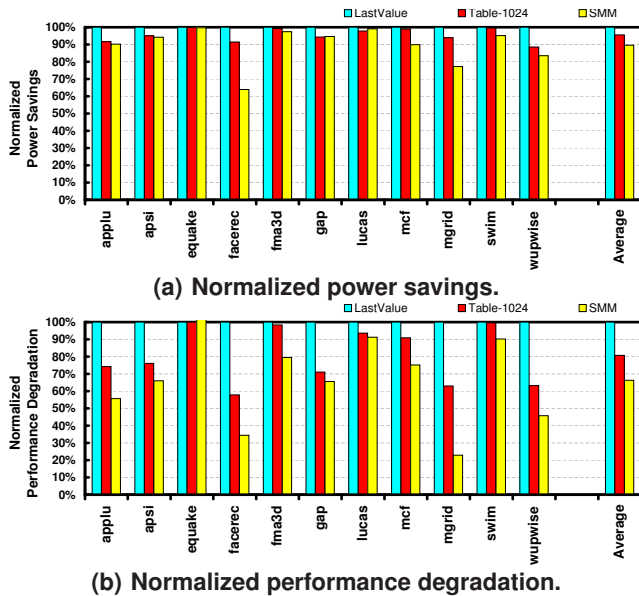 LastValue Table-1024 SMM
Normalized
Power Savings
100%
90%
80%
70%
60%
50%
40%
30%
20%
10%
0%
applu apsi equake facerec fma3d gap lucas mcf mgrid swim wupwise Average
(a) Normalized power savings.
LastValue Table-1024 SMM
Normalized
Performance Degradation
100%
90%
80%
70%
60%
50%
40%
30%
20%
10%
0%
applu apsi equake facerec fma3d gap lucas mcf mgrid swim wupwise Average
(b) Normalized performance degradation.